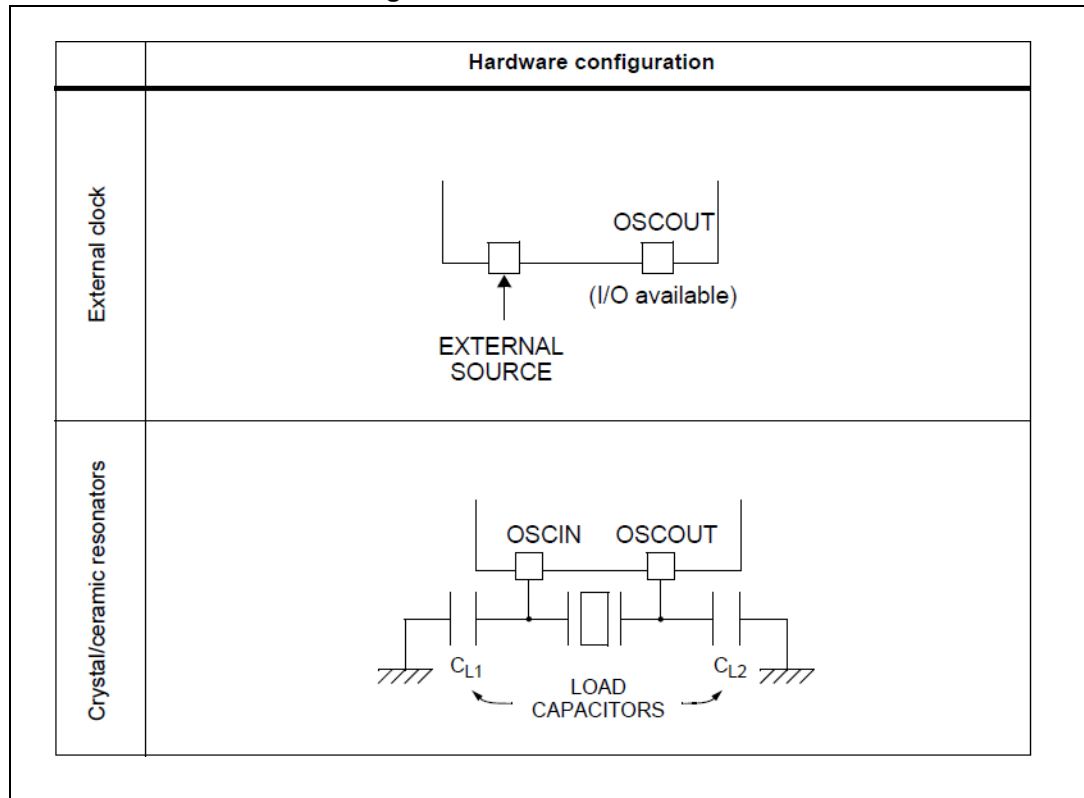 Hardware configuration
External clock
OSCOUT
(I/O available)
EXTERNAL
SOURCE
Crystal/ceramic resonators
OSCIN OSCOUT
CL1 CL2
LOAD
CAPACITORS